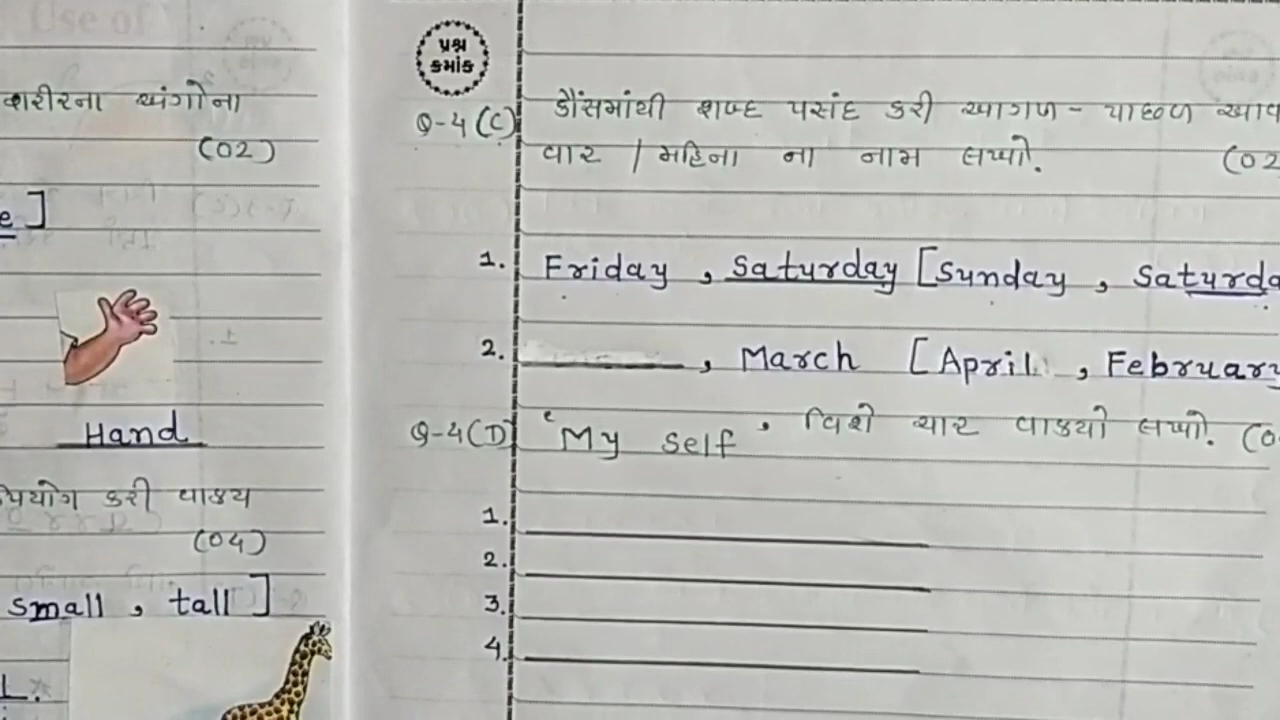 શરીરના અંગોના
(02)
e]
Hand
ઉપયોગ કરી વાક્ય
(04)
small , tall]
પ્રશ્ન
ક્રમાંક
Q-4(C) કૌંસમાંથી શબ્દ પસંદ કરી આગળ - પાછળ આવ
વાર / મહિના ના નામ લખો. (02
1. Friday , Saturday [Sunday , Saturda
2. , March [April , February
Q-4(D) 'My self' વિશે ચાર વાક્યો લખો. (0
1.
2.
3.
4.